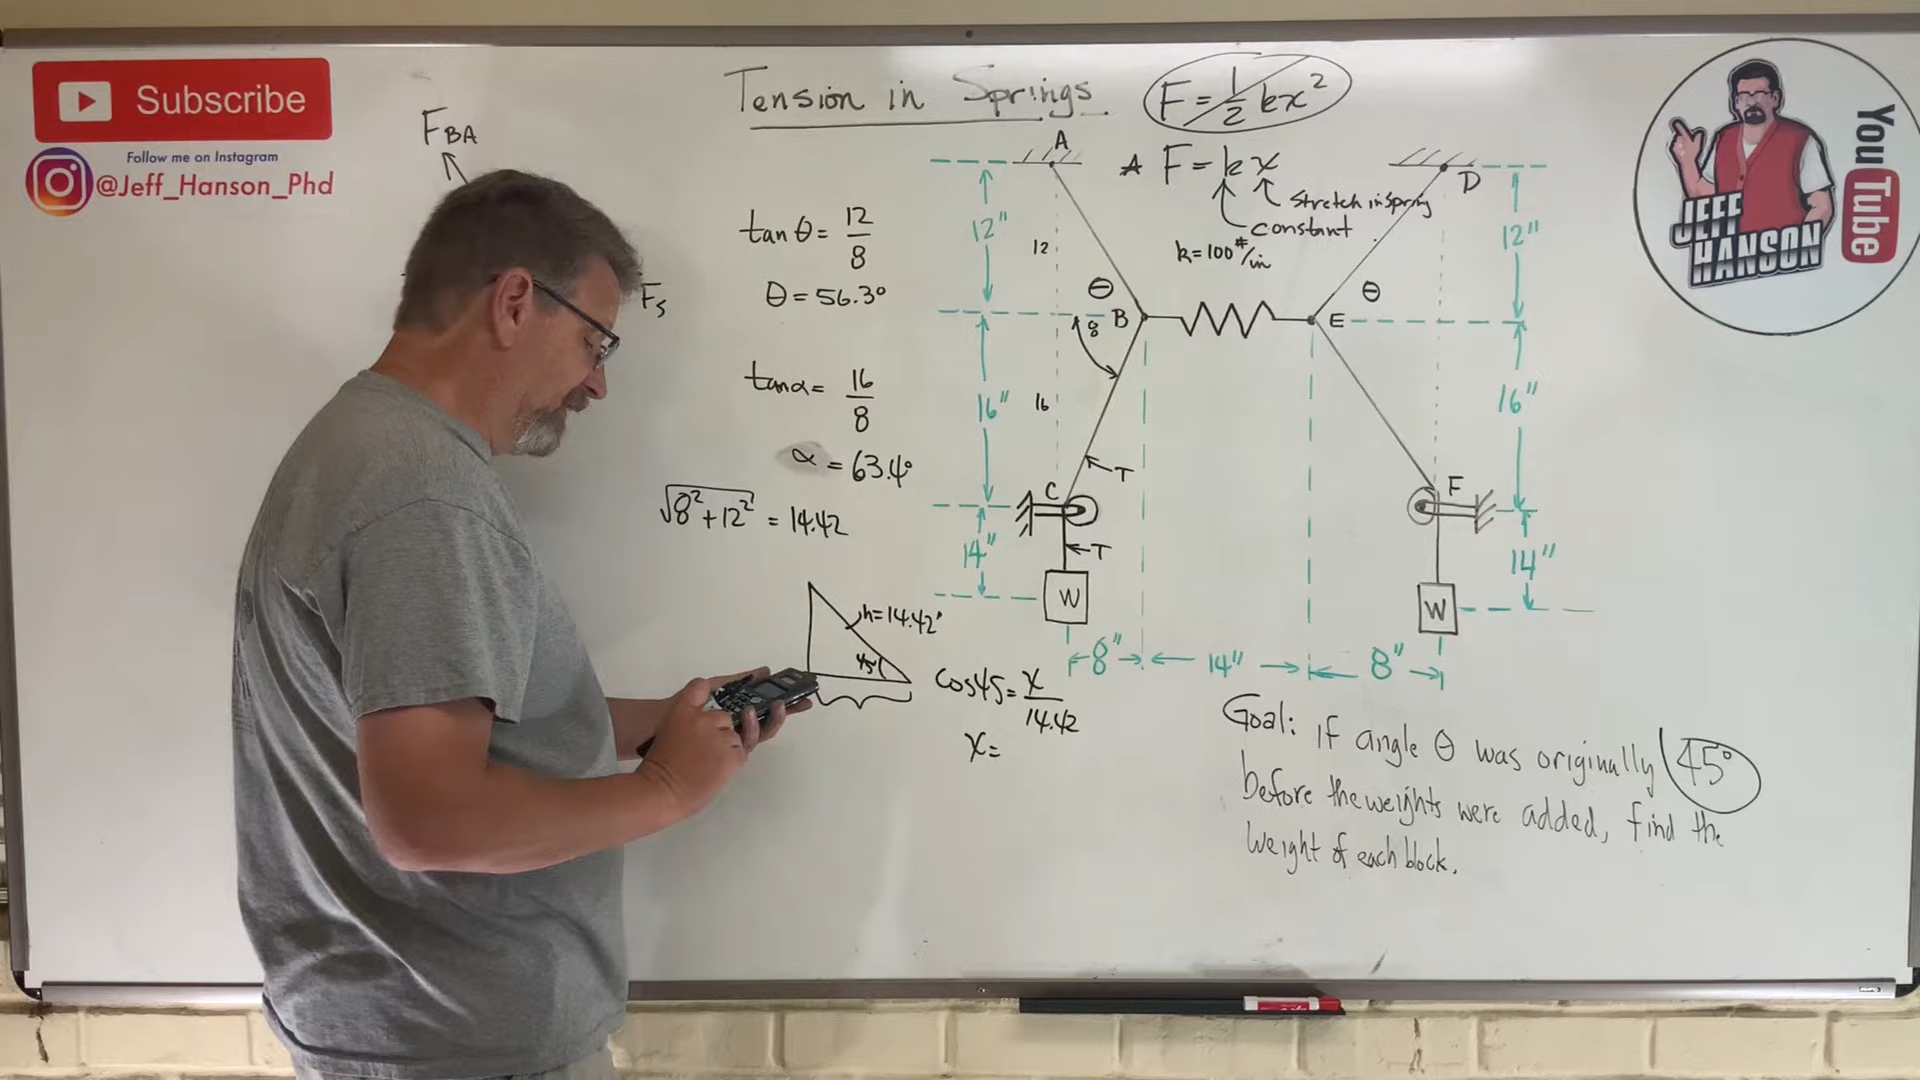 Subscribe
Follow me on Instagram
@Jeff_Hanson_Phd
F_BA
F_s
Tension in Springs
F = 1/2 kx²
F = kx
stretch in spring
constant
k = 100 #/in
tan θ = 12/8
θ = 56.3°
tan α = 16/8
α = 63.4°
√8² + 12² = 14.42
h = 14.42"
45°
cos 45 = x/14.42
x =
A
D
12"
12
12"
θ
θ
8
B
E
16"
16
16"
T
C
F
T
14"
14"
W
W
8"
14"
8"
Goal: If angle θ was originally 45°
before the weights were added, find the
weight of each block.
JEFF
HANSON
YouTube